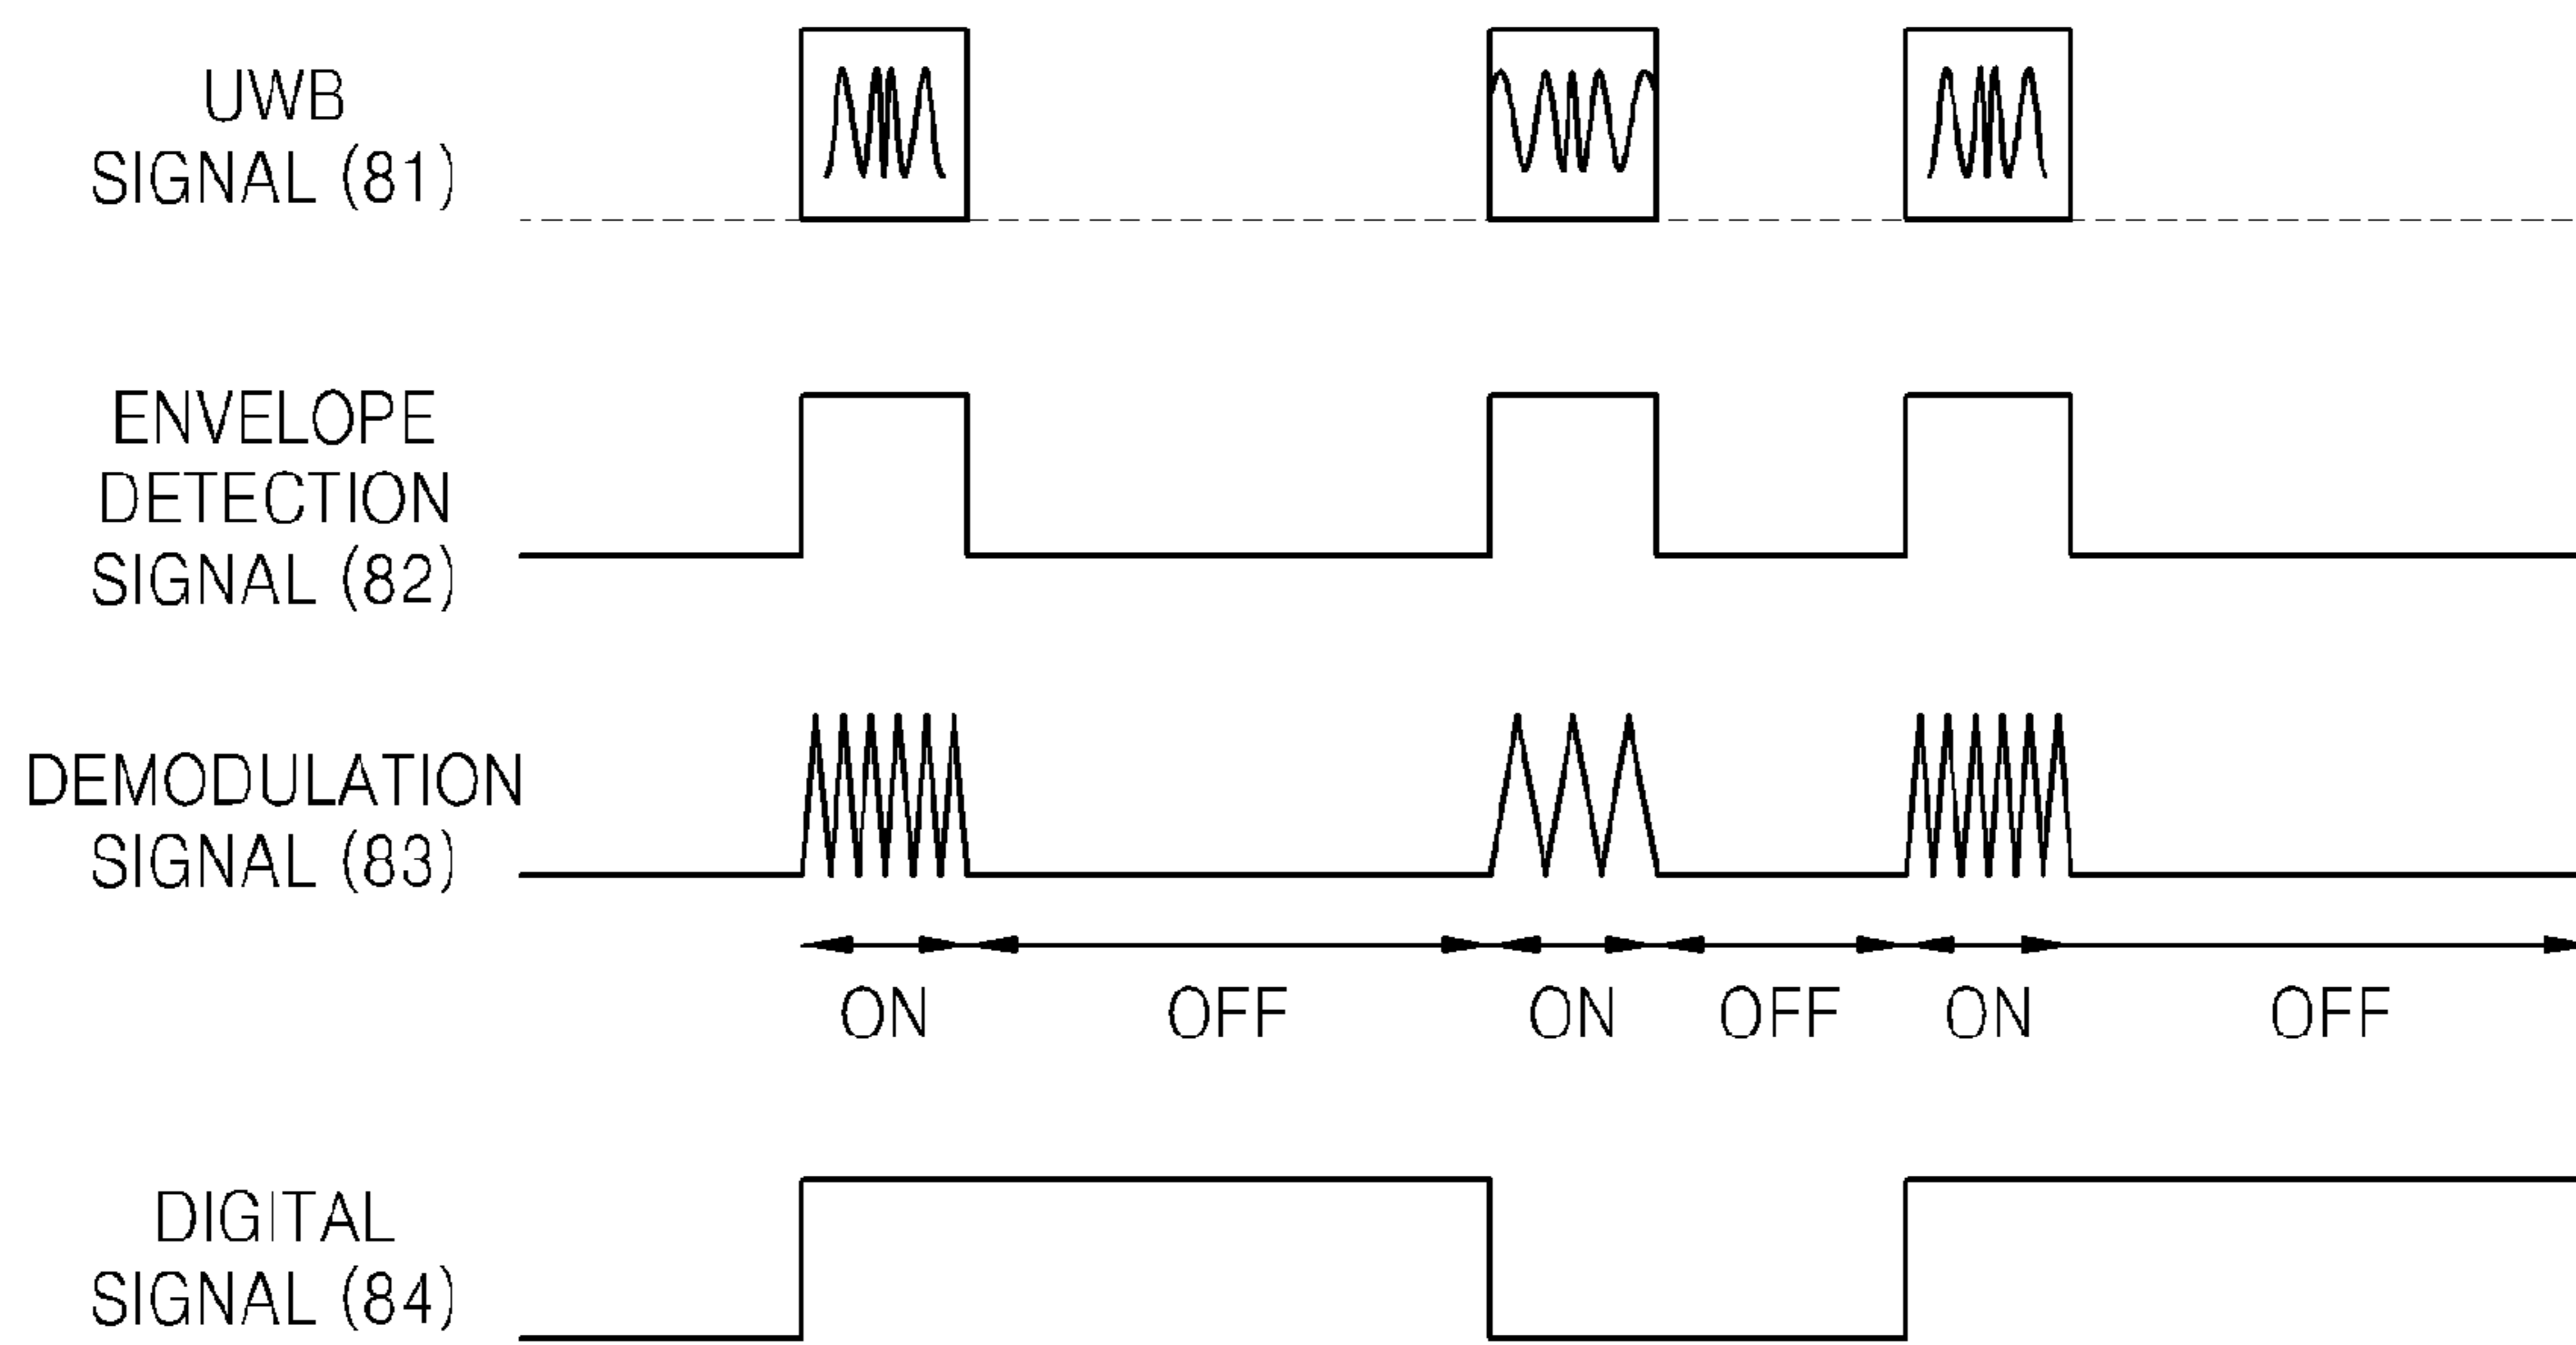 UWB
SIGNAL (81)
ENVELOPE
DETECTION
SIGNAL (82)
DEMODULATION
SIGNAL (83)
ON OFF ON OFF ON OFF
DIGITAL
SIGNAL (84)